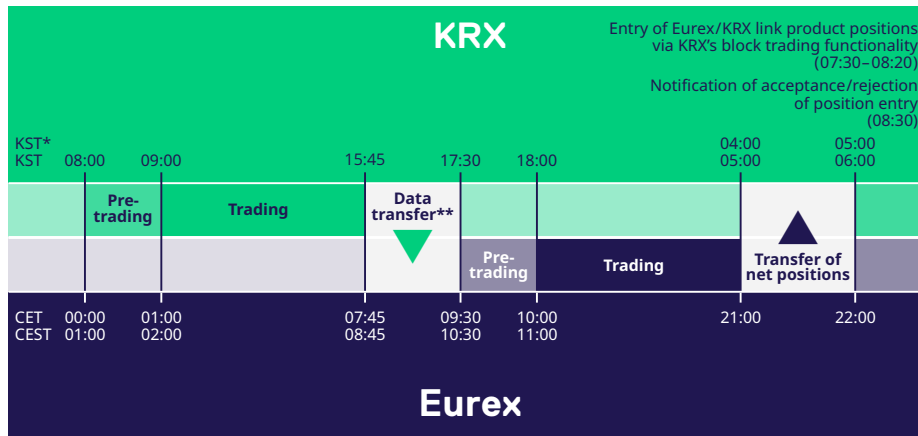 KRX
Entry of Eurex/KRX link product positions
via KRX's block trading functionality
(07:30–08:20)
Notification of acceptance/rejection
of position entry
(08:30)
KST* 04:00 05:00
KST 08:00 09:00 15:45 17:30 18:00 05:00 06:00
Pre-
trading
Trading
Data
transfer**
Pre-
trading
Trading
Transfer of
net positions
CET 00:00 01:00 07:45 09:30 10:00 21:00 22:00
CEST 01:00 02:00 08:45 10:30 11:00
Eurex